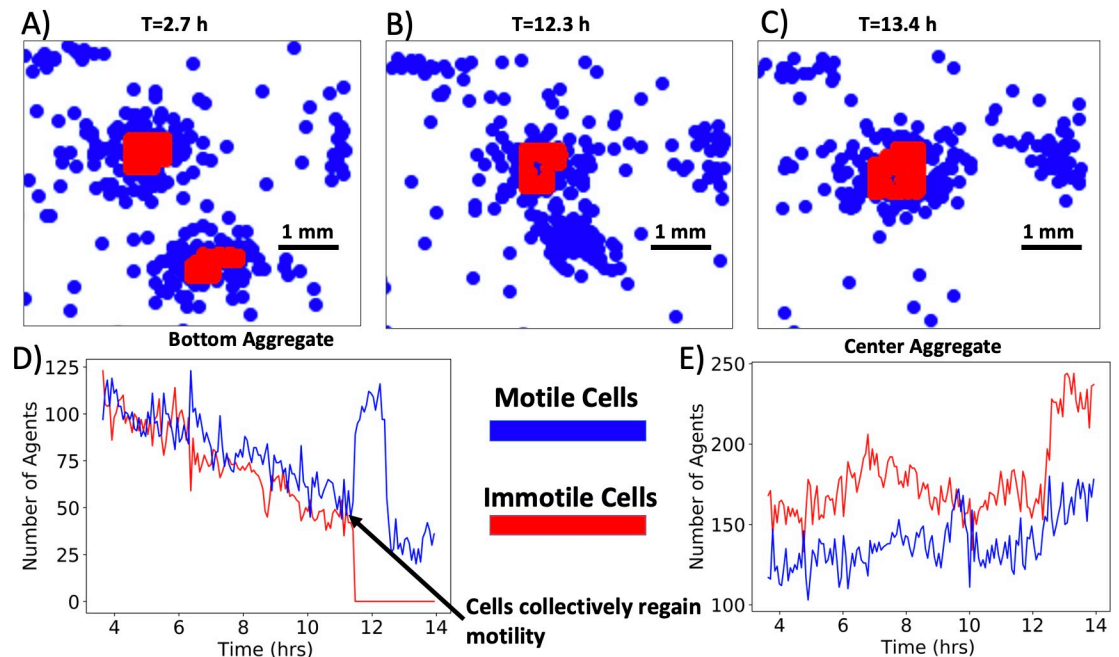 A)
T=2.7 h
B)
T=12.3 h
C)
T=13.4 h
1 mm
1 mm
1 mm
D)
Bottom Aggregate
125
100
75
50
25
0
Number of Agents
4
6
8
10
12
14
Time (hrs)
Motile Cells
Immotile Cells
Cells collectively regain
motility
E)
Center Aggregate
250
200
150
100
Number of Agents
4
6
8
10
12
14
Time (hrs)